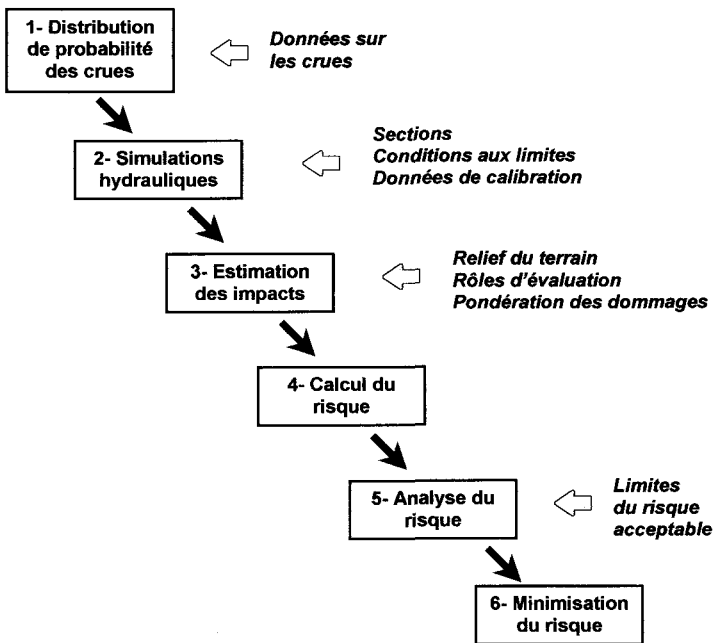 1- Distribution
de probabilité
des crues
Données sur
les crues
2- Simulations
hydrauliques
Sections
Conditions aux limites
Données de calibration
3- Estimation
des impacts
Relief du terrain
Rôles d'évaluation
Pondération des dommages
4- Calcul du
risque
5- Analyse du
risque
Limites
du risque
acceptable
6- Minimisation
du risque